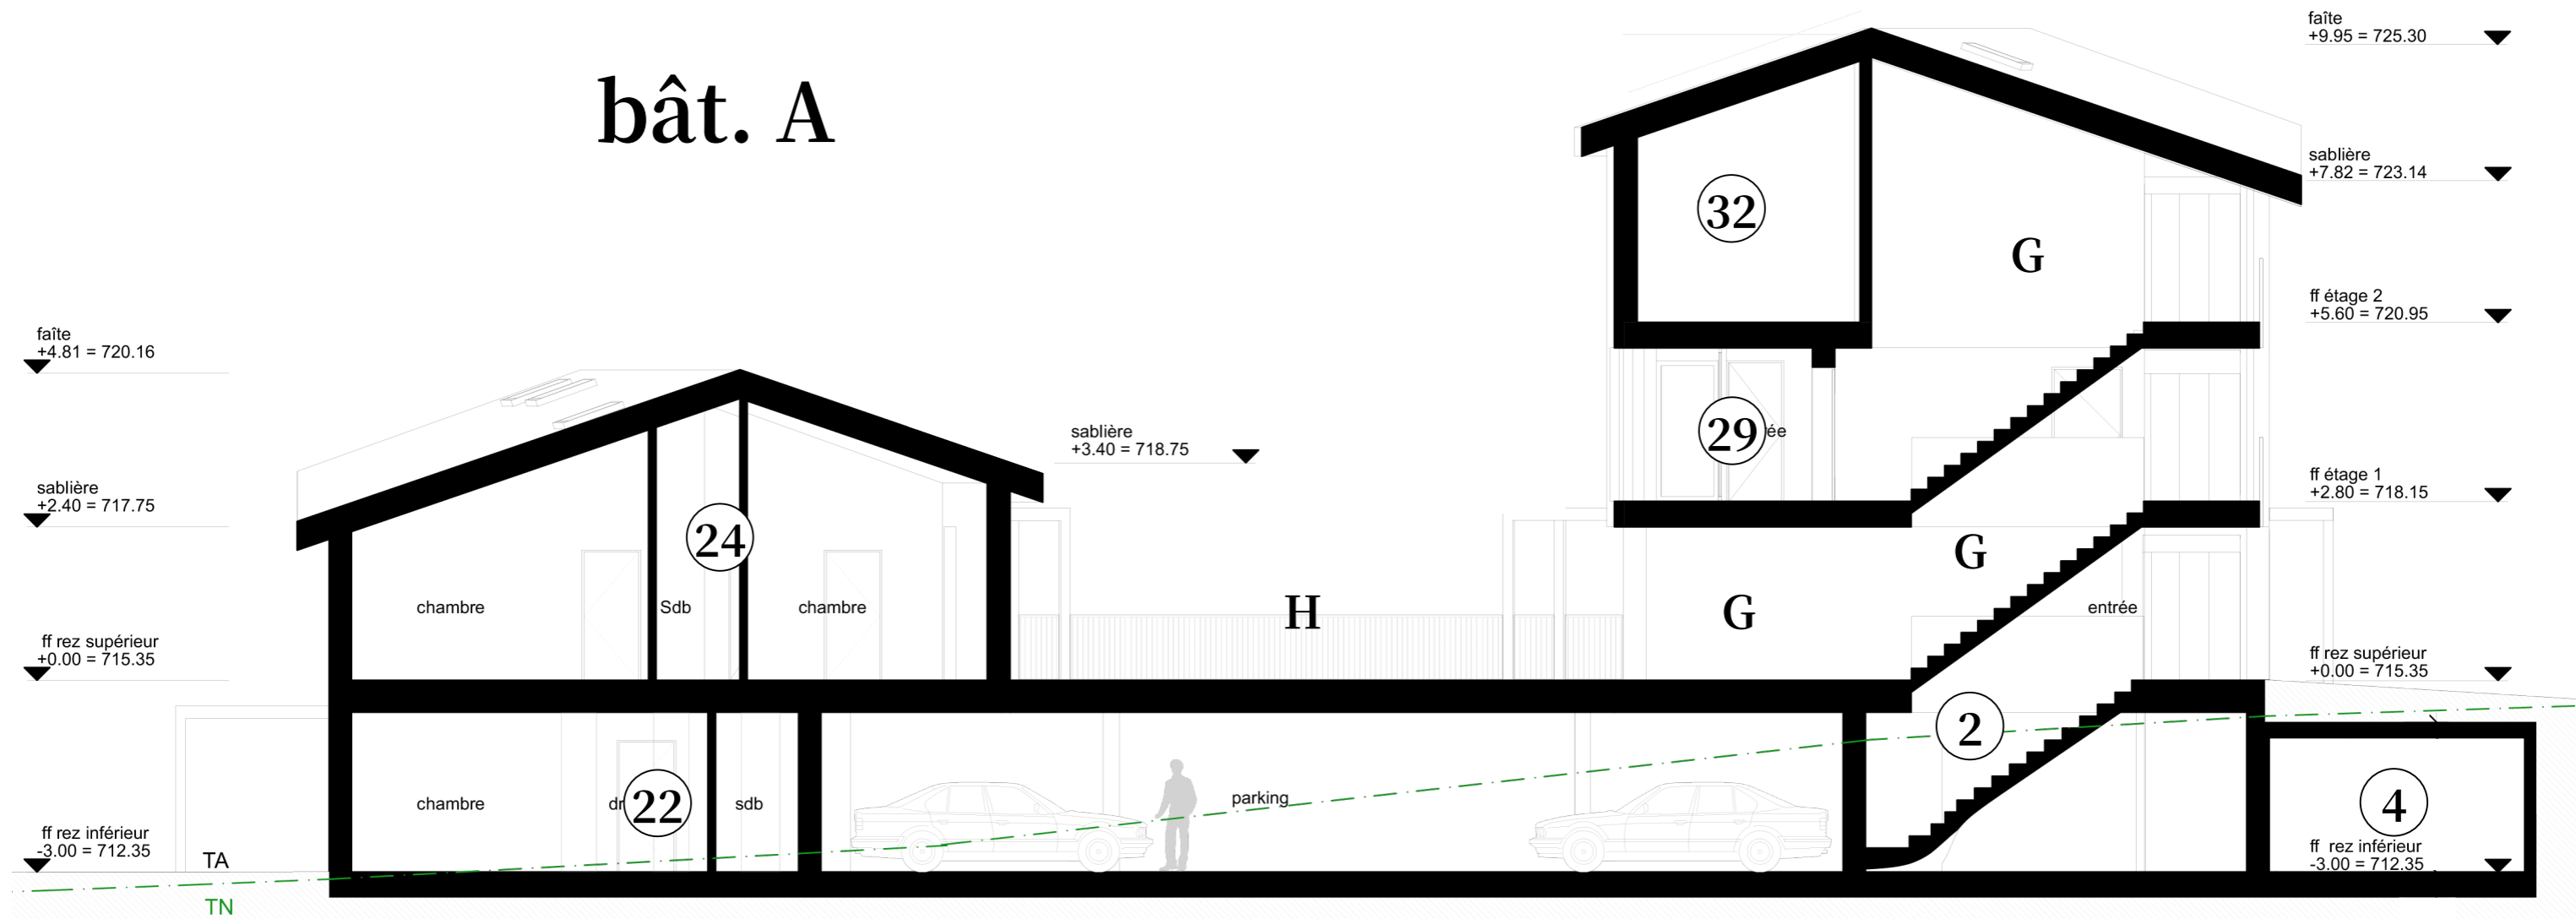 bât. A
faîte
+9.95 = 725.30
sablière
+7.82 = 723.14
32
G
ff étage 2
+5.60 = 720.95
faîte
+4.81 = 720.16
sablière
+3.40 = 718.75
29
ée
ff étage 1
+2.80 = 718.15
sablière
+2.40 = 717.75
24
G
chambre
Sdb
chambre
H
G
entrée
ff rez supérieur
+0.00 = 715.35
ff rez supérieur
+0.00 = 715.35
2
chambre
dr
22
sdb
parking
4
ff rez inférieur
-3.00 = 712.35
TA
ff rez inférieur
-3.00 = 712.35
TN